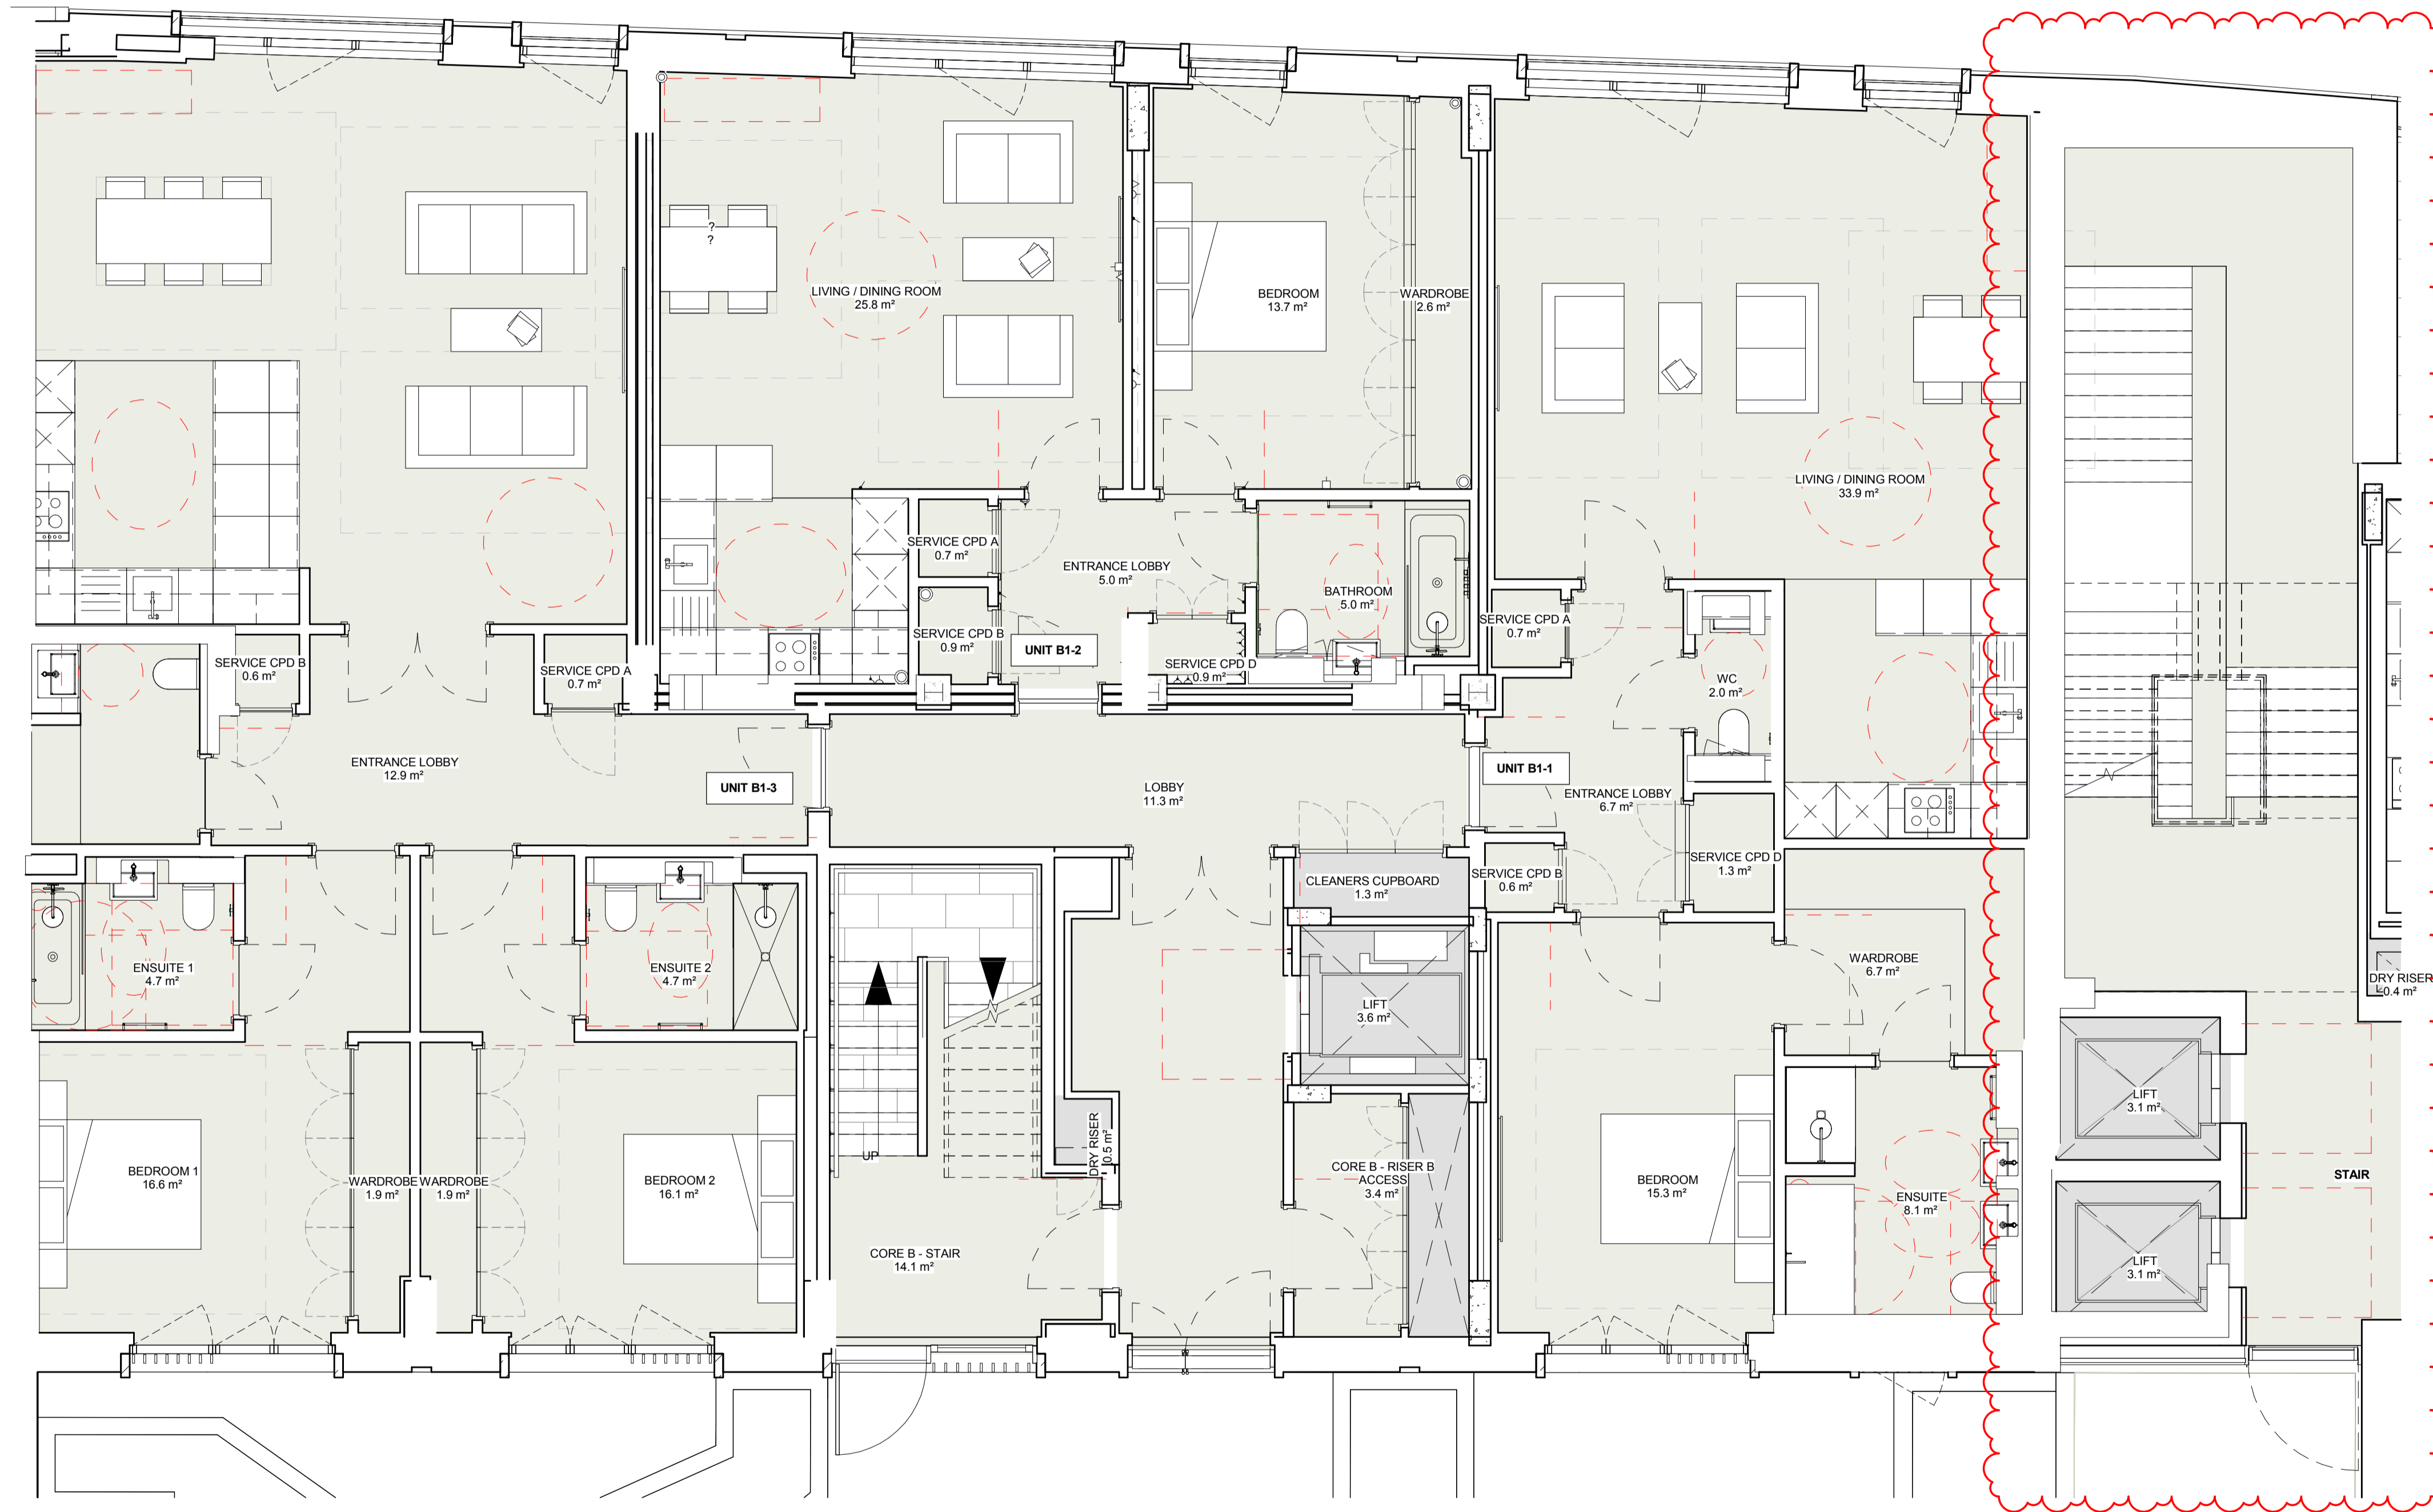 ?
?
LIVING / DINING ROOM
25.8 m²
BEDROOM
13.7 m²
WARDROBE
2.6 m²
LIVING / DINING ROOM
33.9 m²
SERVICE CPD A
0.7 m²
ENTRANCE LOBBY
5.0 m²
BATHROOM
5.0 m²
SERVICE CPD A
0.7 m²
SERVICE CPD B
0.9 m²
UNIT B1-2
SERVICE CPD D
0.9 m²
SERVICE CPD B
0.6 m²
SERVICE CPD A
0.7 m²
WC
2.0 m²
ENTRANCE LOBBY
12.9 m²
UNIT B1-3
LOBBY
11.3 m²
UNIT B1-1
ENTRANCE LOBBY
6.7 m²
SERVICE CPD D
1.3 m²
CLEANERS CUPBOARD
1.3 m²
SERVICE CPD B
0.6 m²
ENSUITE 1
4.7 m²
ENSUITE 2
4.7 m²
LIFT
3.6 m²
WARDROBE
6.7 m²
DRY RISER
0.4 m²
LIFT
3.1 m²
UP
DRY RISER
0.5 m²
BEDROOM 1
16.6 m²
WARDROBE
1.9 m²
WARDROBE
1.9 m²
BEDROOM 2
16.1 m²
CORE B - RISER B
ACCESS
3.4 m²
BEDROOM
15.3 m²
ENSUITE
8.1 m²
STAIR
CORE B - STAIR
14.1 m²
LIFT
3.1 m²